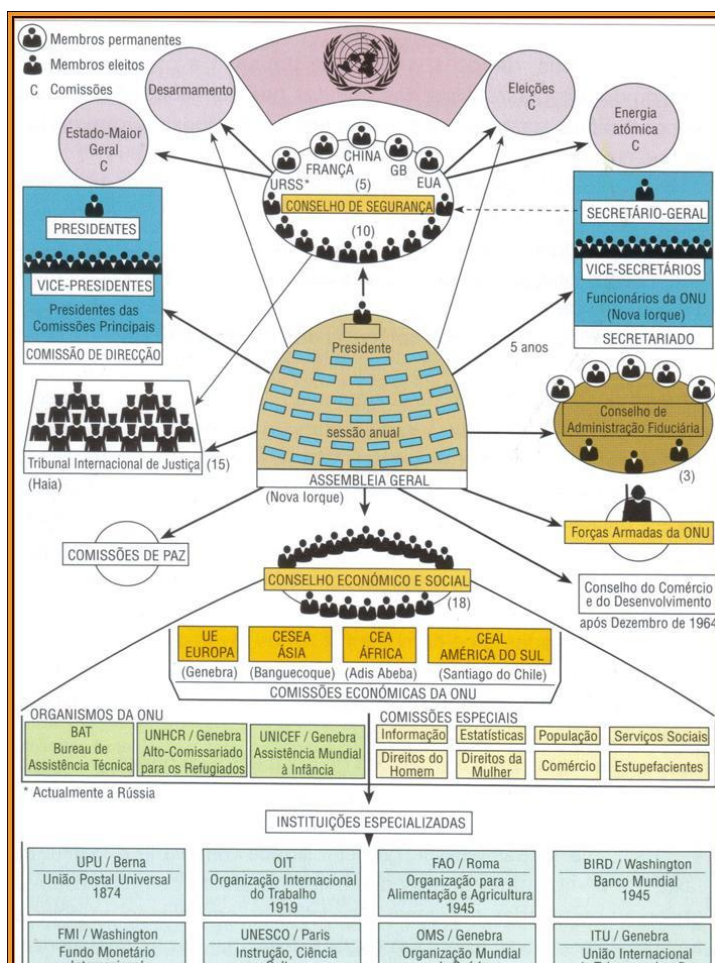 Membros permanentes
Membros eleitos
C Comissões
Desarmamento
Eleições
C
Estado-Maior
Geral
C
Energia
atómica
C
CHINA
FRANÇA
GB
URSS*
(5)
EUA
CONSELHO DE SEGURANÇA
(10)
PRESIDENTES
VICE-PRESIDENTES
Presidentes das
Comissões Principais
COMISSÃO DE DIRECÇÃO
SECRETÁRIO-GERAL
VICE-SECRETÁRIOS
Funcionários da ONU
(Nova Iorque)
SECRETARIADO
Presidente
5 anos
sessão anual
ASSEMBLEIA GERAL
(Nova Iorque)
Tribunal Internacional de Justiça
(15)
(Haia)
Conselho de
Administração Fiduciária
(3)
COMISSÕES DE PAZ
Forças Armadas da ONU
CONSELHO ECONÓMICO E SOCIAL
(18)
Conselho do Comércio
e do Desenvolvimento
após Dezembro de 1964
UE
EUROPA
(Genebra)
CESEA
ÁSIA
(Banguecoque)
CEA
ÁFRICA
(Adis Abeba)
CEAL
AMÉRICA DO SUL
(Santiago do Chile)
COMISSÕES ECONÓMICAS DA ONU
ORGANISMOS DA ONU
BAT
Bureau de
Assistência Técnica
UNHCR / Genebra
Alto-Comissariado
para os Refugiados
UNICEF / Genebra
Assistência Mundial
à Infância
COMISSÕES ESPECIAIS
Informação
Estatísticas
População
Serviços Sociais
Direitos do
Homem
Direitos da
Mulher
Comércio
Estupefacientes
* Actualmente a Rússia
INSTITUIÇÕES ESPECIALIZADAS
UPU / Berna
União Postal Universal
1874
OIT
Organização Internacional
do Trabalho
1919
FAO / Roma
Organização para a
Alimentação e Agricultura
1945
BIRD / Washington
Banco Mundial
1945
FMI / Washington
Fundo Monetário
UNESCO / Paris
Instrução, Ciência
OMS / Genebra
Organização Mundial
ITU / Genebra
União Internacional